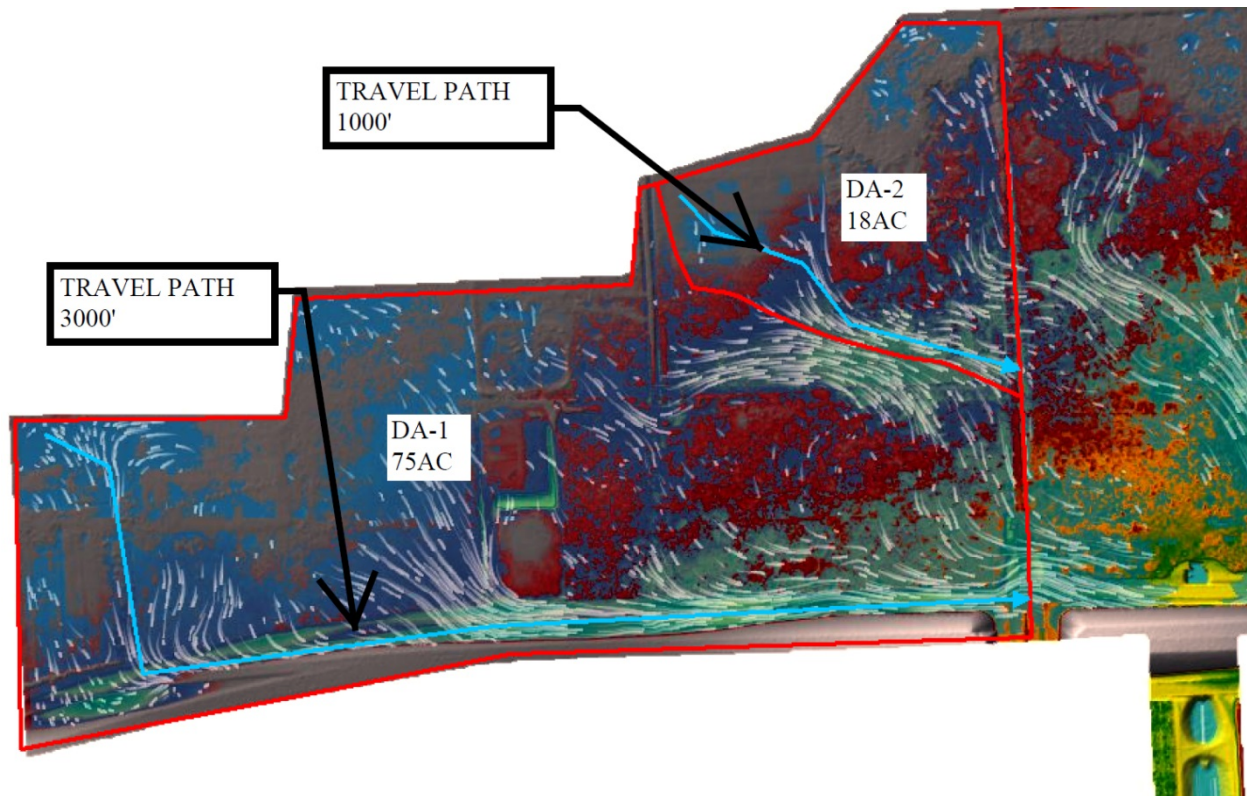 TRAVEL PATH
1000'
DA-2
18AC
TRAVEL PATH
3000'
DA-1
75AC